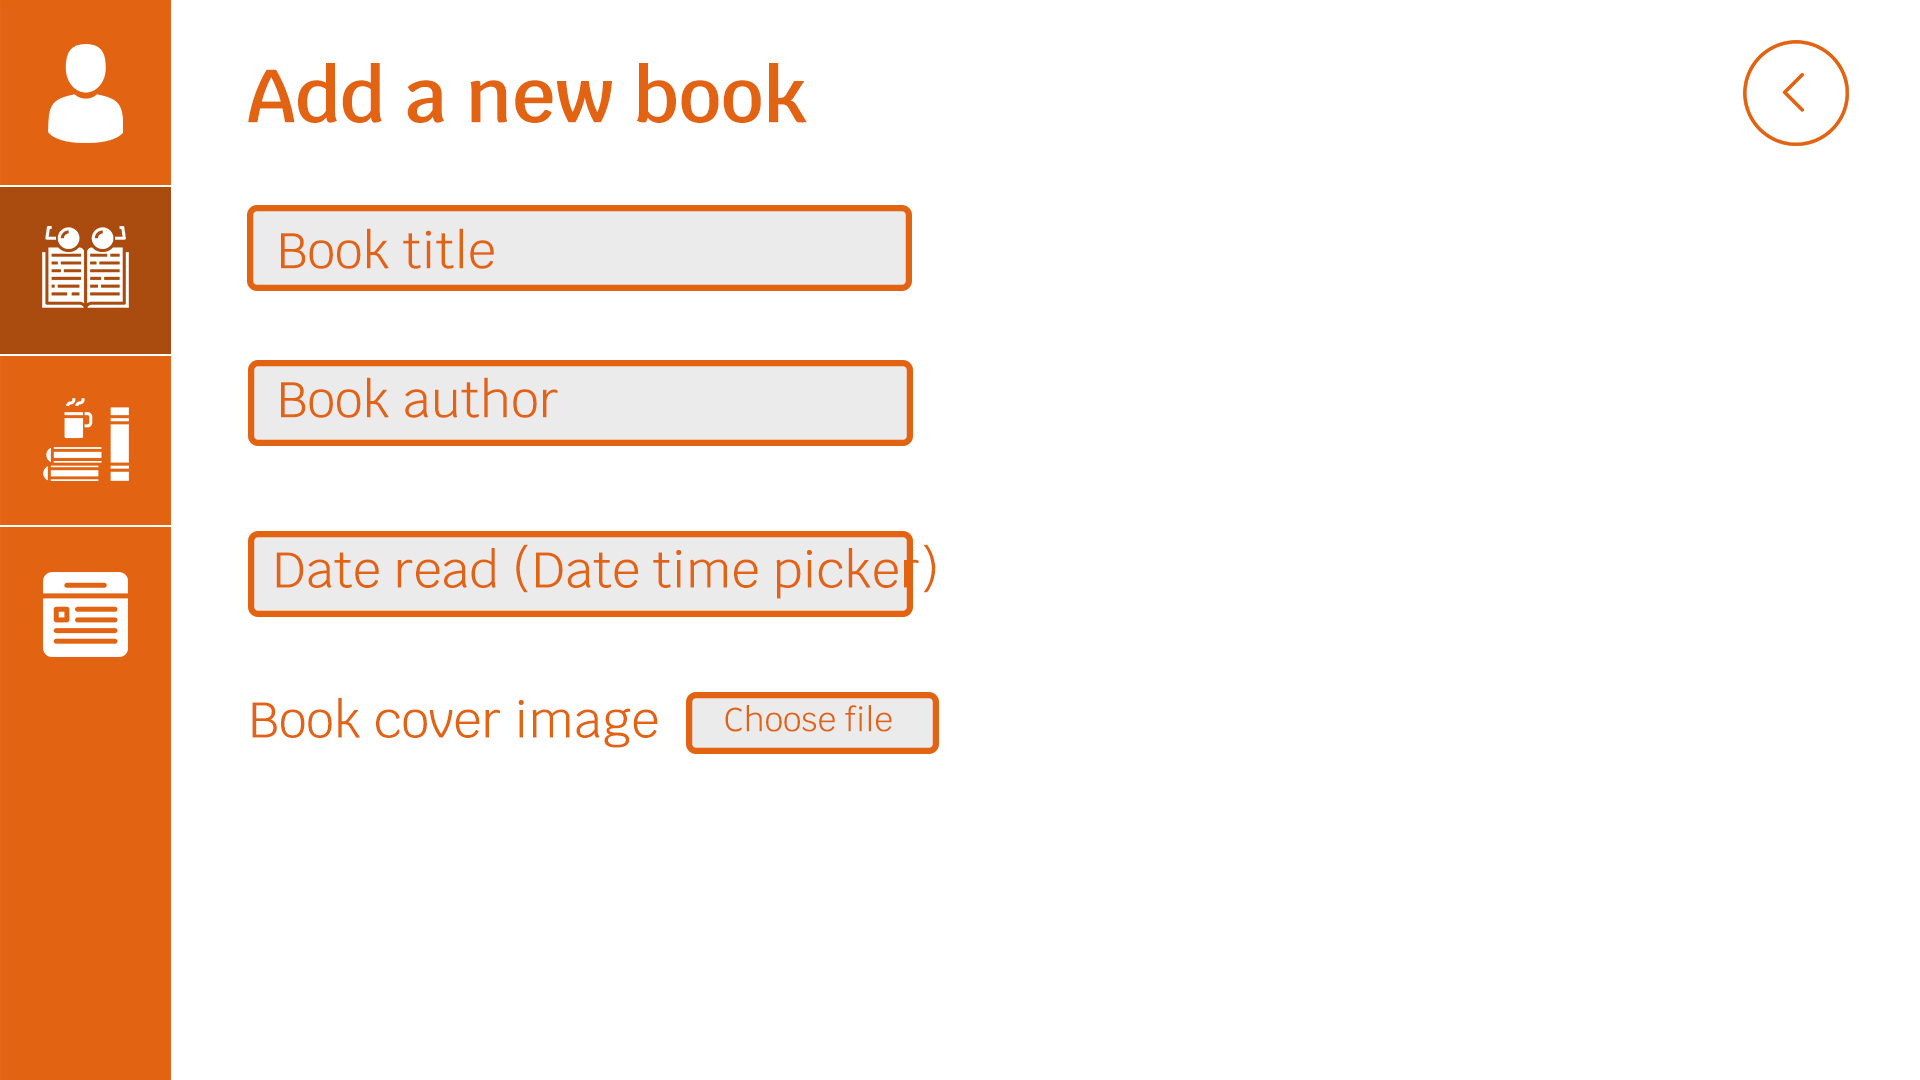 Add a new book
Book title
Book author
Date read (Date time picker)
Book cover image
Choose file